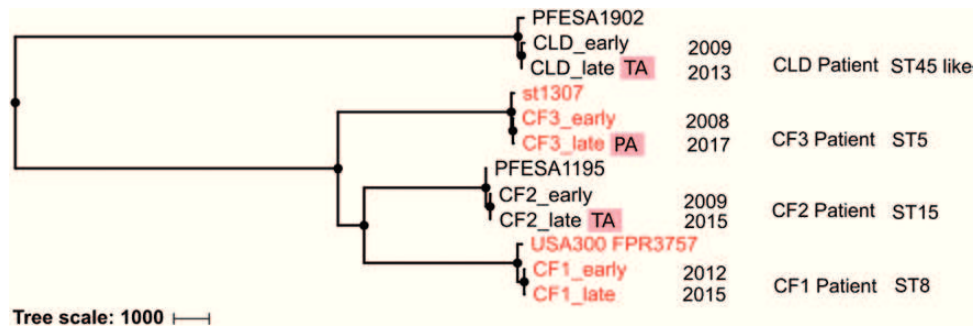 PFESA1902
CLD_early 2009
CLD_late TA 2013 CLD Patient ST45 like
st1307
CF3_early 2008
CF3_late PA 2017 CF3 Patient ST5
PFESA1195
CF2_early 2009
CF2_late TA 2015 CF2 Patient ST15
USA300_FPR3757
CF1_early 2012
CF1_late 2015 CF1 Patient ST8
Tree scale: 1000